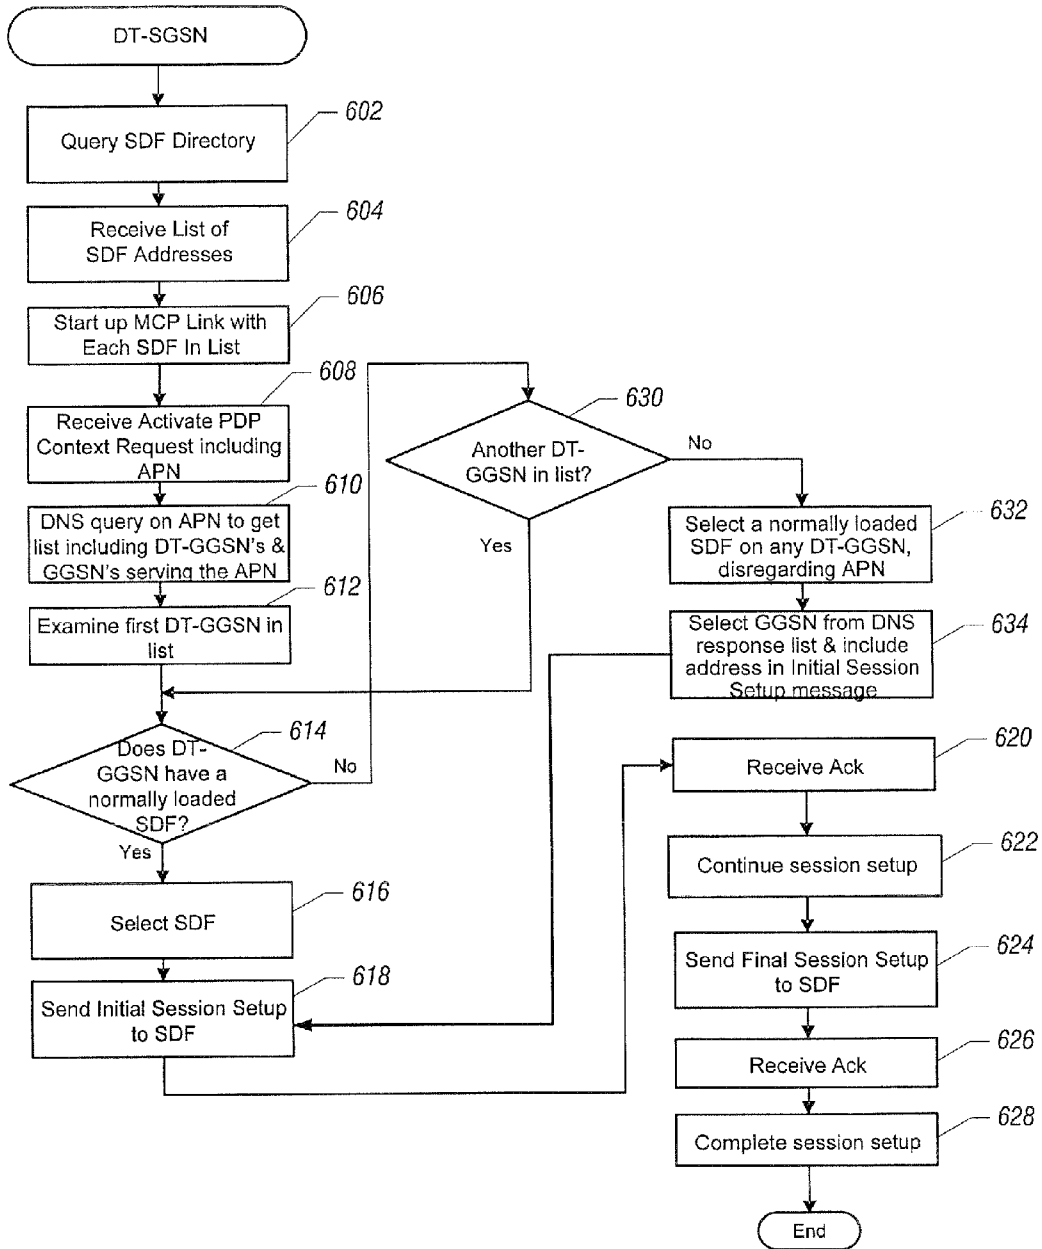 DT-SGSN
602
Query SDF Directory
604
Receive List of
SDF Addresses
606
Start up MCP Link with
Each SDF In List
608
Receive Activate PDP
Context Request including
APN
610
DNS query on APN to get
list including DT-GGSN's &
GGSN's serving the APN
612
Examine first DT-GGSN in
list
614
Does DT-
GGSN have a
normally loaded
SDF?
No
Yes
616
Select SDF
618
Send Initial Session Setup
to SDF
630
Another DT-
GGSN in list?
No
Yes
632
Select a normally loaded
SDF on any DT-GGSN,
disregarding APN
634
Select GGSN from DNS
response list & include
address in Initial Session
Setup message
620
Receive Ack
622
Continue session setup
624
Send Final Session Setup
to SDF
626
Receive Ack
628
Complete session setup
End